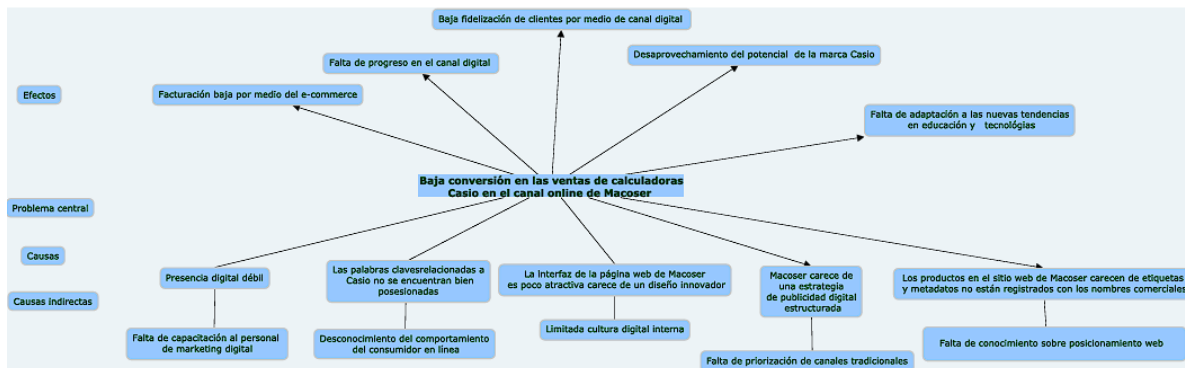 Baja fidelización de clientes por medio de canal digital
Desaprovechamiento del potencial de la marca Casio
Falta de progreso en el canal digital
Efectos
Facturación baja por medio del e-commerce
Falta de adaptación a las nuevas tendencias
en educación y tecnológias
Baja conversión en las ventas de calculadoras
Casio en el canal online de Macoser
Problema central
Causas
Presencia digital débil
Las palabras clavesrelacionadas a
Casio no se encuentran bien
posesionadas
La interfaz de la página web de Macoser
es poco atractiva carece de un diseño innovador
Macoser carece de
una estrategia
de publicidad digital
estructurada
Los productos en el sitio web de Macoser carecen de etiquetas
y metadatos no están registrados con los nombres comerciales
Causas indirectas
Falta de capacitación al personal
de marketing digital
Desconocimiento del comportamiento
del consumidor en línea
Limitada cultura digital interna
Falta de priorización de canales tradicionales
Falta de conocimiento sobre posicionamiento web